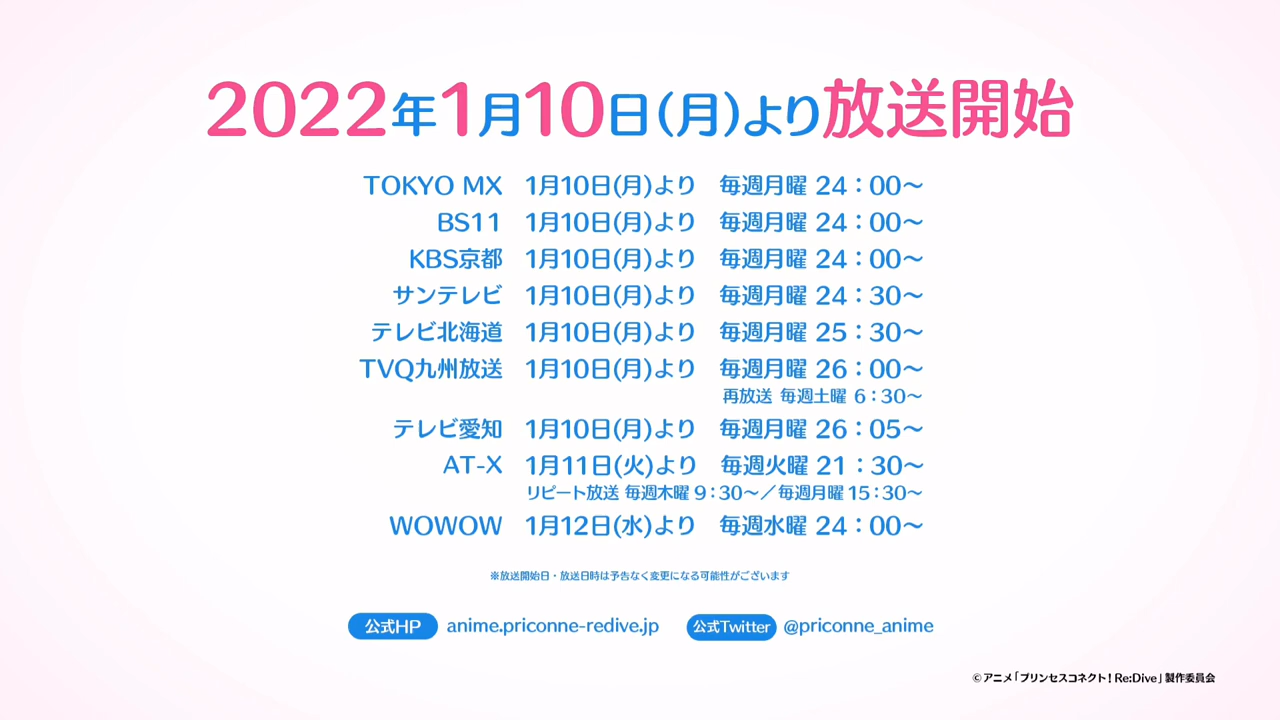 2022年1月10日(月)より放送開始
TOKYO MX 1月10日(月)より 毎週月曜 24：00〜
BS11 1月10日(月)より 毎週月曜 24：00〜
KBS京都 1月10日(月)より 毎週月曜 24：00〜
サンテレビ 1月10日(月)より 毎週月曜 24：30〜
テレビ北海道 1月10日(月)より 毎週月曜 25：30〜
TVQ九州放送 1月10日(月)より 毎週月曜 26：00〜
再放送 毎週土曜 6：30〜
テレビ愛知 1月10日(月)より 毎週月曜 26：05〜
AT-X 1月11日(火)より 毎週火曜 21：30〜
リピート放送 毎週木曜 9：30〜／毎週月曜 15：30〜
WOWOW 1月12日(水)より 毎週水曜 24：00〜
※放送開始日・放送日時は予告なく変更になる可能性がございます
公式HP anime.priconne-redive.jp 公式Twitter @priconne_anime
©アニメ「プリンセスコネクト！Re:Dive」製作委員会